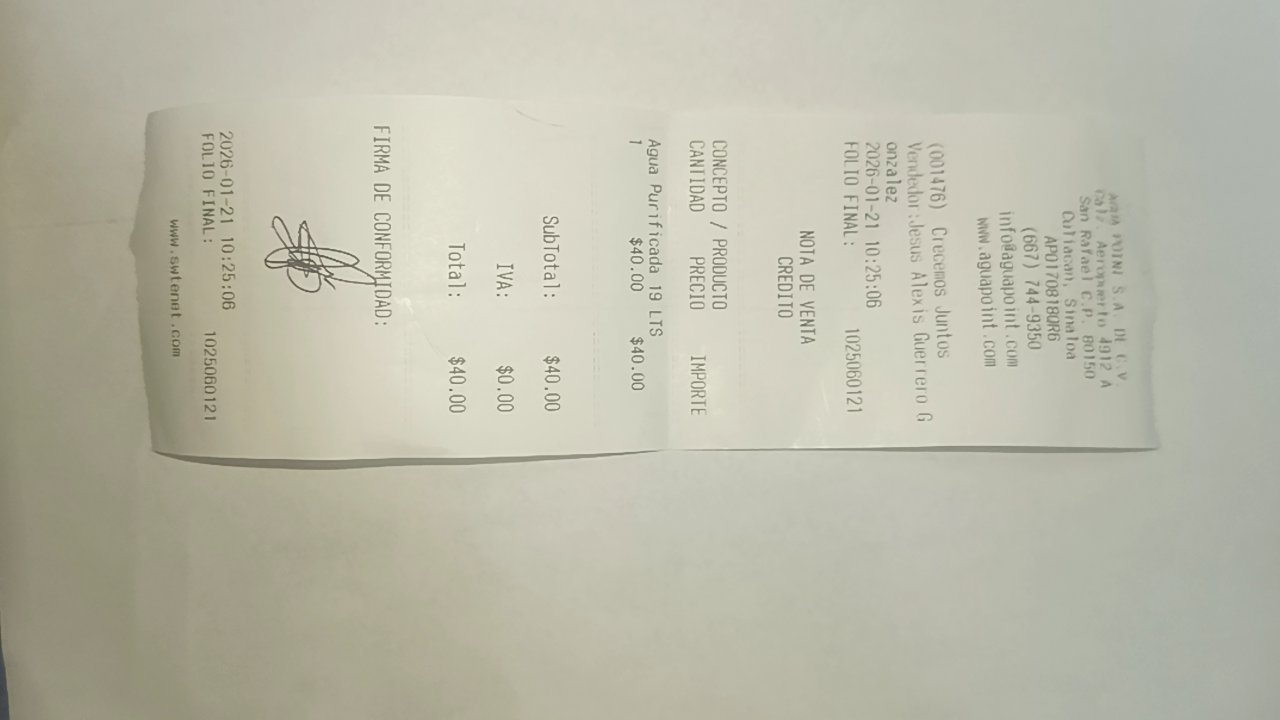 AGUA POINT S.A. DE C.V.
Calz. Aeropuerto 4912 A
San Rafael C.P. 80150
Culiacan, Sinaloa
APO170818QR6
(667) 744-9350
info@aguapoint.com
www.aguapoint.com
(001476) Crecemos Juntos
Vendedor:Jesus Alexis Guerrero G
onzalez
2026-01-21 10:25:06
FOLIO FINAL: 1025060121
NOTA DE VENTA
CREDITO
CONCEPTO / PRODUCTO
CANTIDAD PRECIO IMPORTE
Agua Purificada 19 LTS
1 $40.00 $40.00
SubTotal: $40.00
IVA: $0.00
Total: $40.00
FIRMA DE CONFORMIDAD:
2026-01-21 10:25:06
FOLIO FINAL: 1025060121
www.swtenet.com